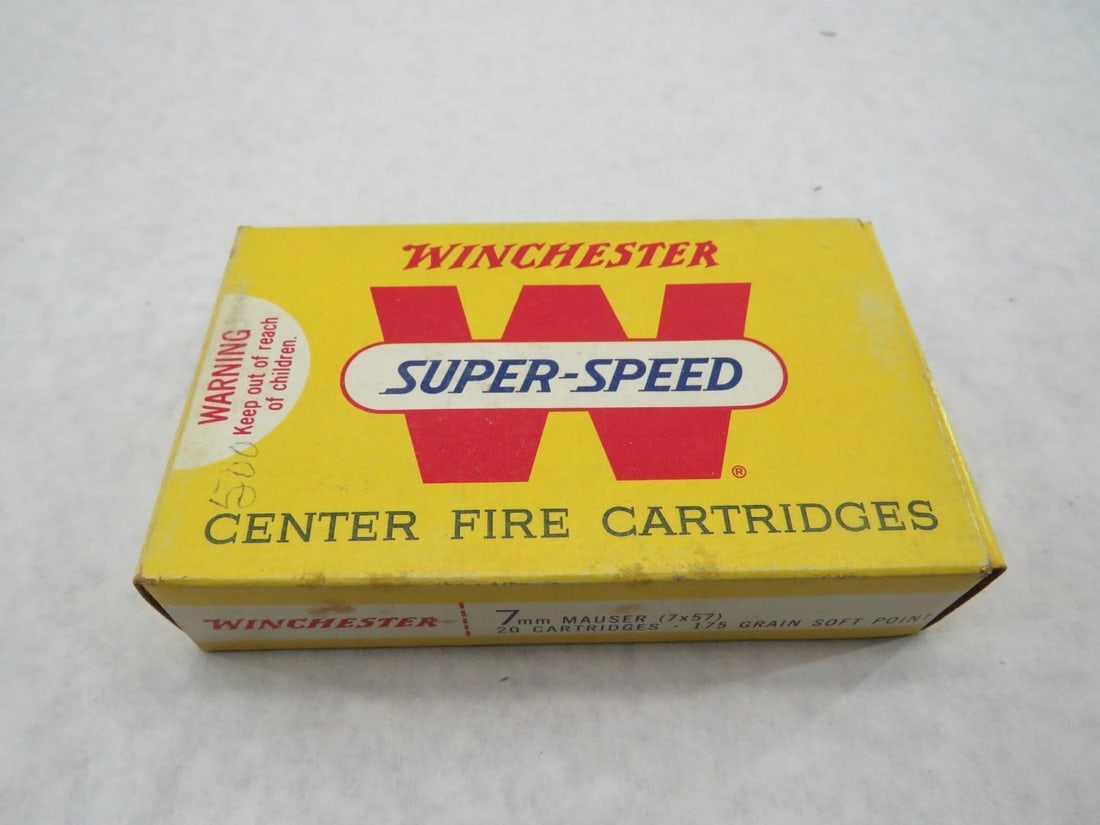 WINCHESTER
W
SUPER-SPEED
®
CENTER FIRE CARTRIDGES
WARNING
Keep out of reach
of children.
500
WINCHESTER
7mm MAUSER (7x57)
20 CARTRIDGES · 175 GRAIN SOFT POINT